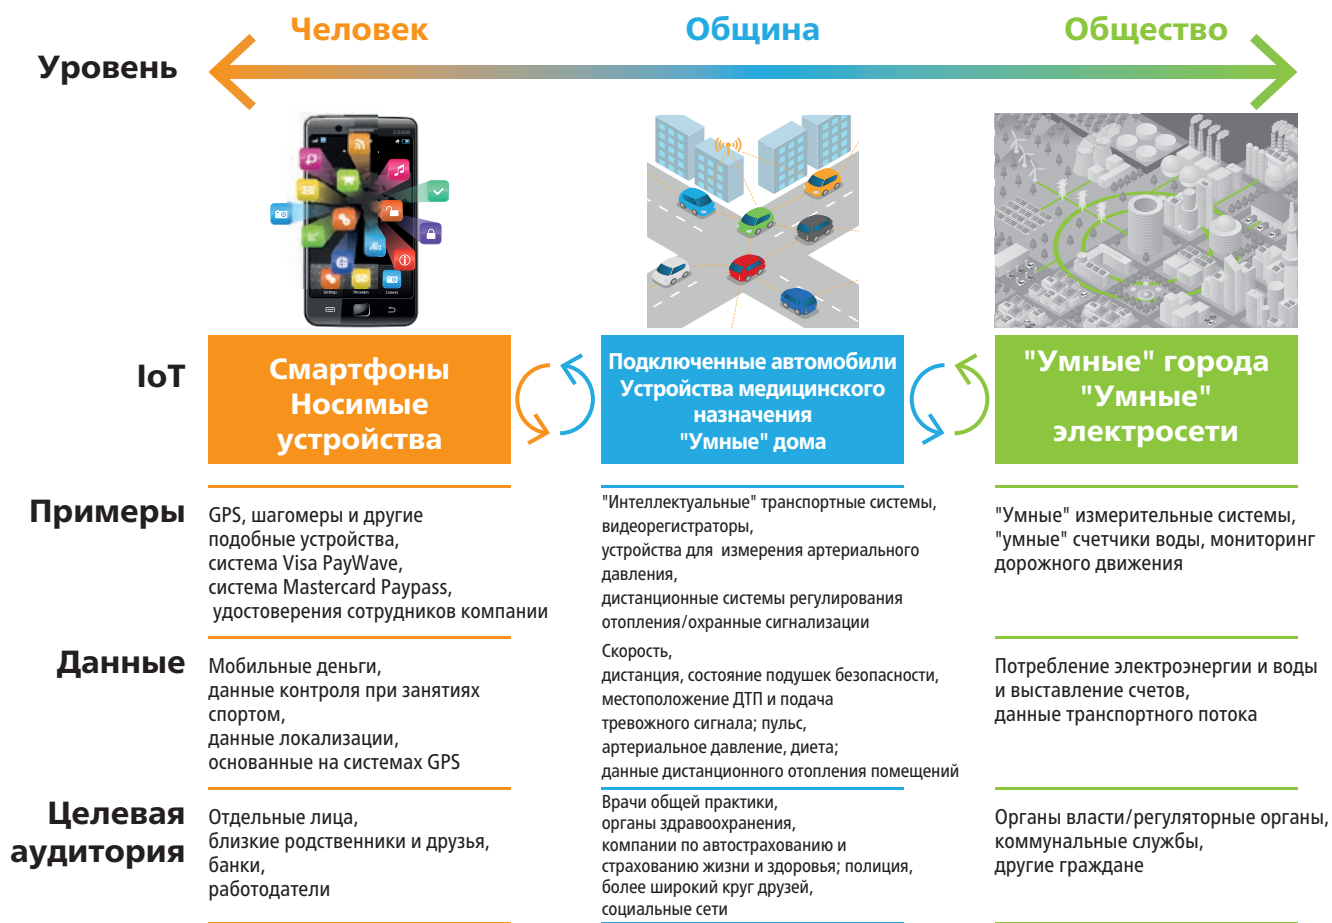 Человек
Община
Общество
Уровень
3200
Settings
Messages
Camera
IoT
Смартфоны
Носимые
устройства
Подключенные автомобили
Устройства медицинского
назначения
"Умные" дома
"Умные" города
"Умные"
электросети
Примеры
GPS, шагомеры и другие
подобные устройства,
система Visa PayWave,
система Mastercard Paypass,
удостоверения сотрудников компании
"Интеллектуальные" транспортные системы,
видеорегистраторы,
устройства для измерения артериального
давления,
дистанционные системы регулирования
отопления/охранные сигнализации
"Умные" измерительные системы,
"умные" счетчики воды, мониторинг
дорожного движения
Данные
Мобильные деньги,
данные контроля при занятиях
спортом,
данные локализации,
основанные на системах GPS
Скорость,
дистанция, состояние подушек безопасности,
местоположение ДТП и подача
тревожного сигнала; пульс,
артериальное давление, диета;
данные дистанционного отопления помещений
Потребление электроэнергии и воды
и выставление счетов,
данные транспортного потока
Целевая
аудитория
Отдельные лица,
близкие родственники и друзья,
банки,
работодатели
Врачи общей практики,
органы здравоохранения,
компании по автострахованию и
страхованию жизни и здоровья; полиция,
более широкий круг друзей,
социальные сети
Органы власти/регуляторные органы,
коммунальные службы,
другие граждане